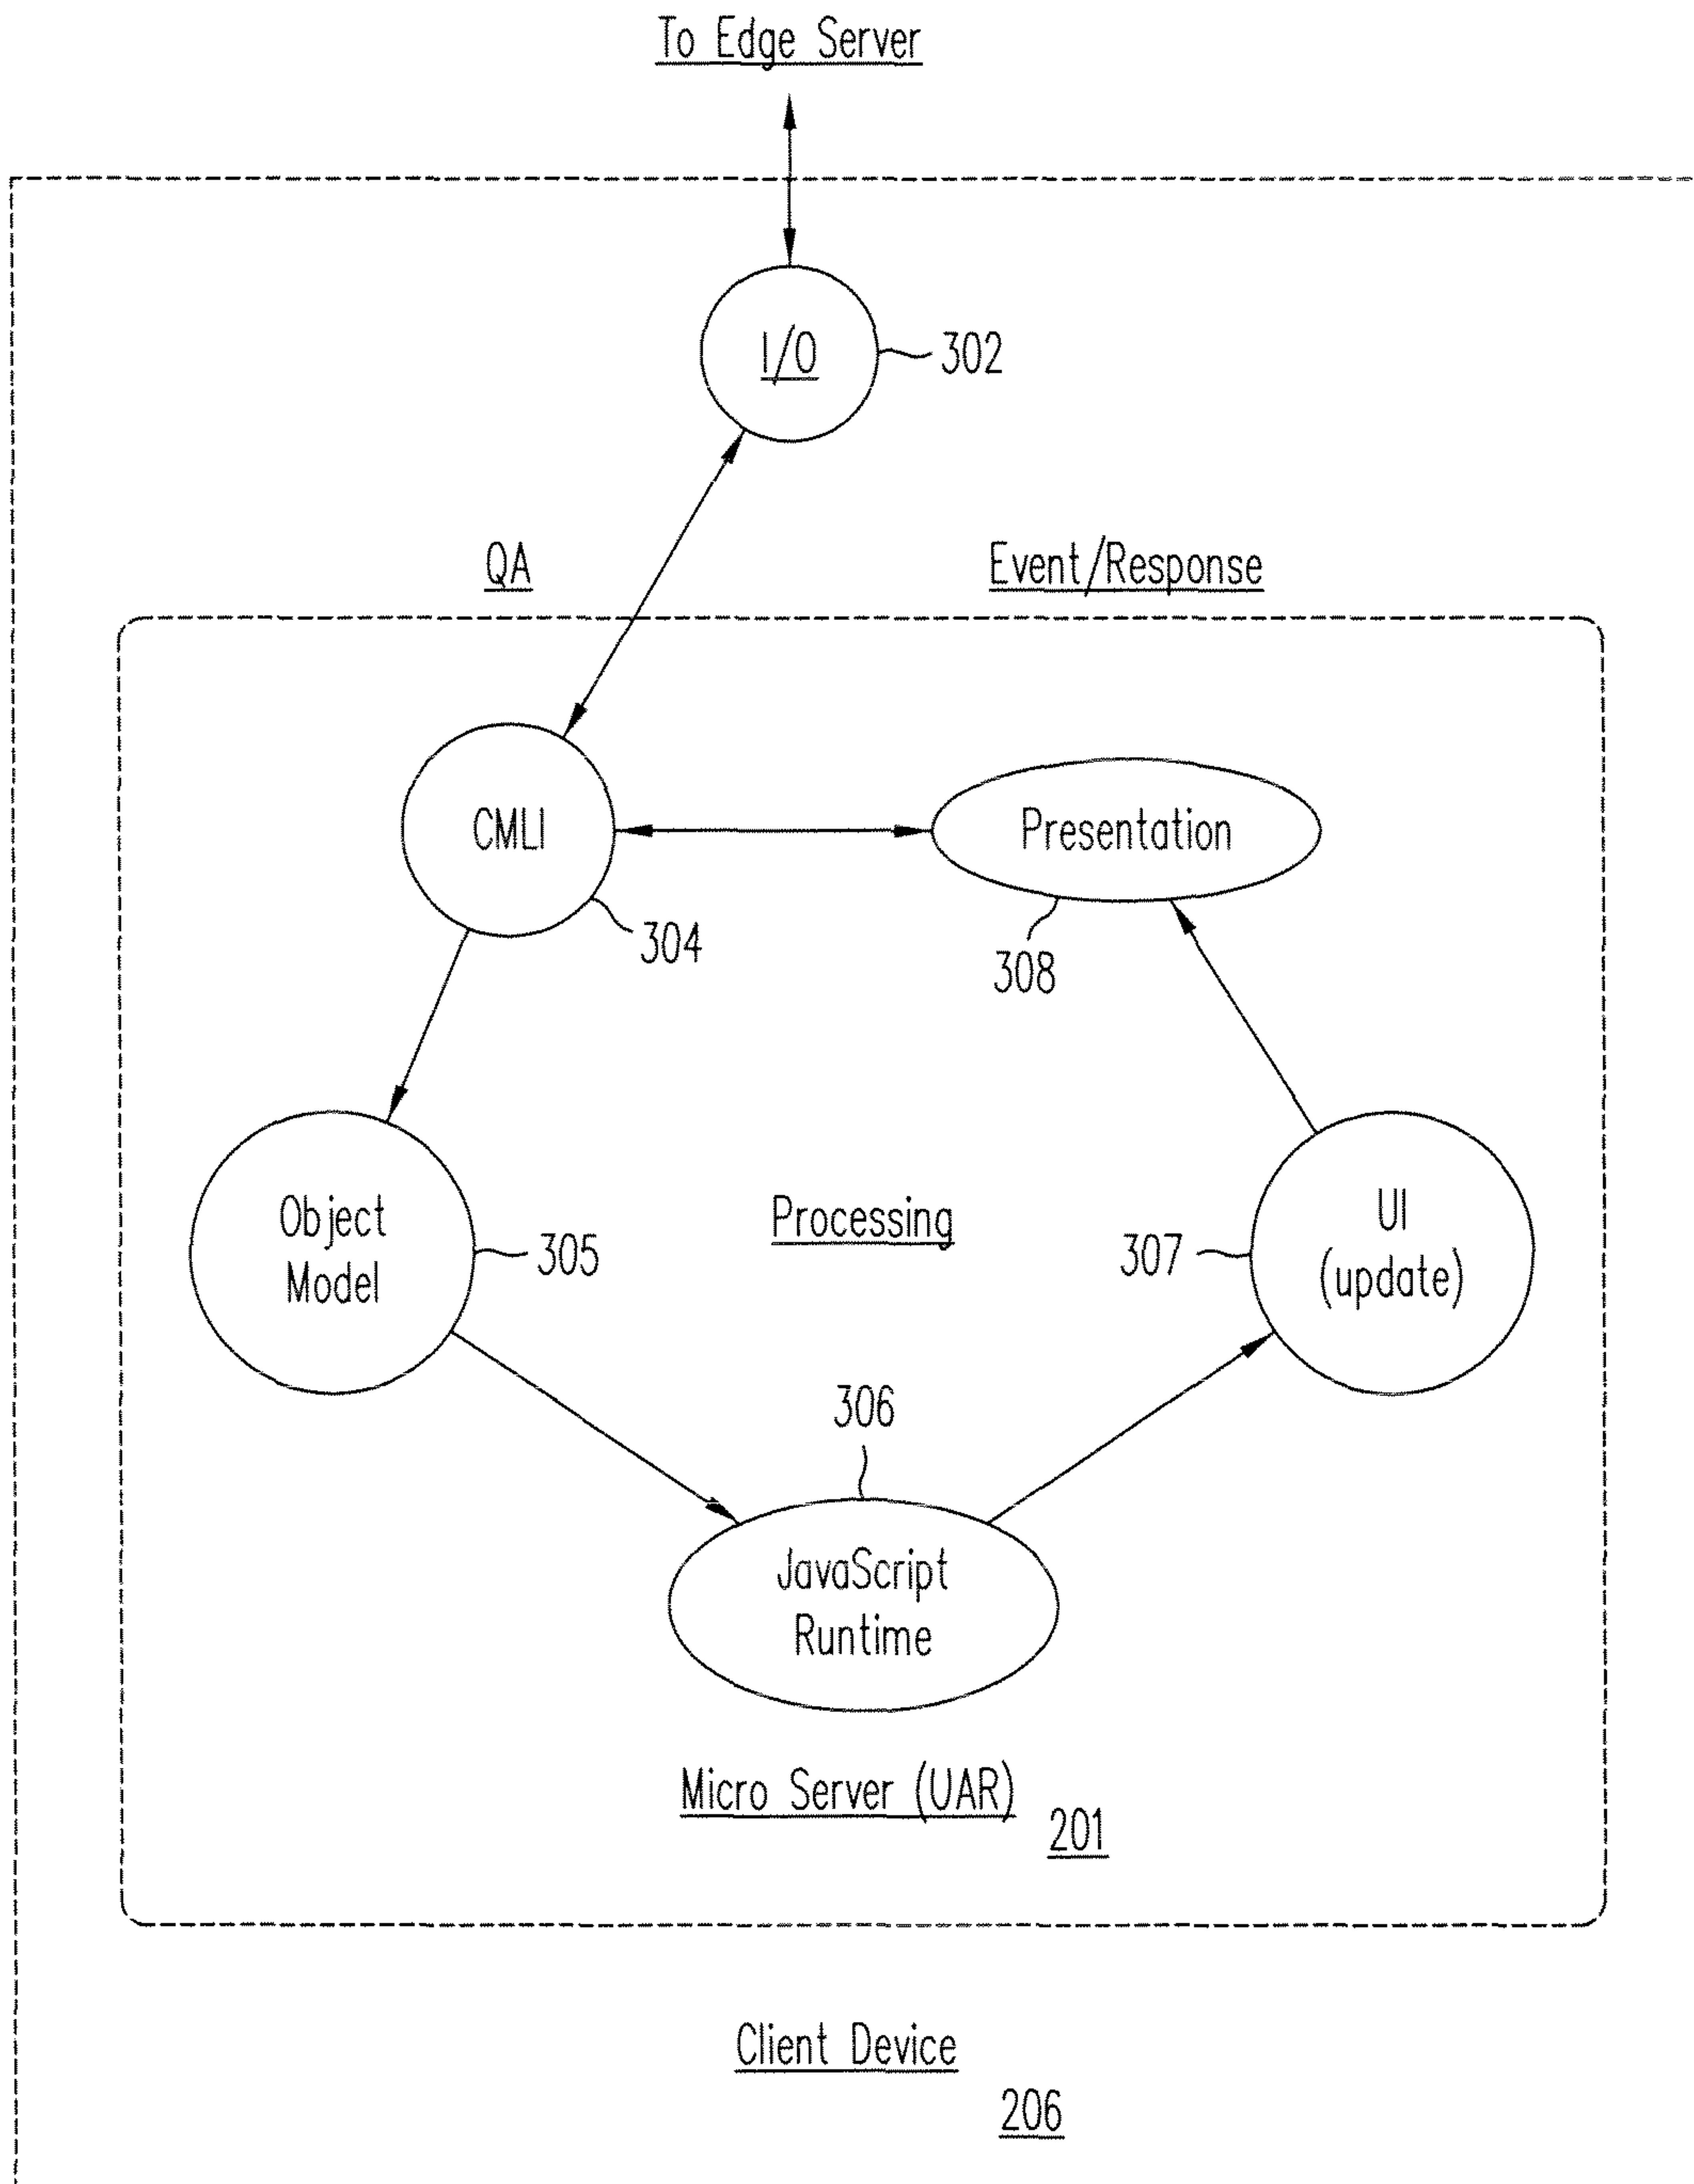 To Edge Server
I/O
302
QA
Event/Response
CMLI
Presentation
304
308
Object
Model
305
Processing
307
UI
(update)
306
JavaScript
Runtime
Micro Server (UAR)
201
Client Device
206